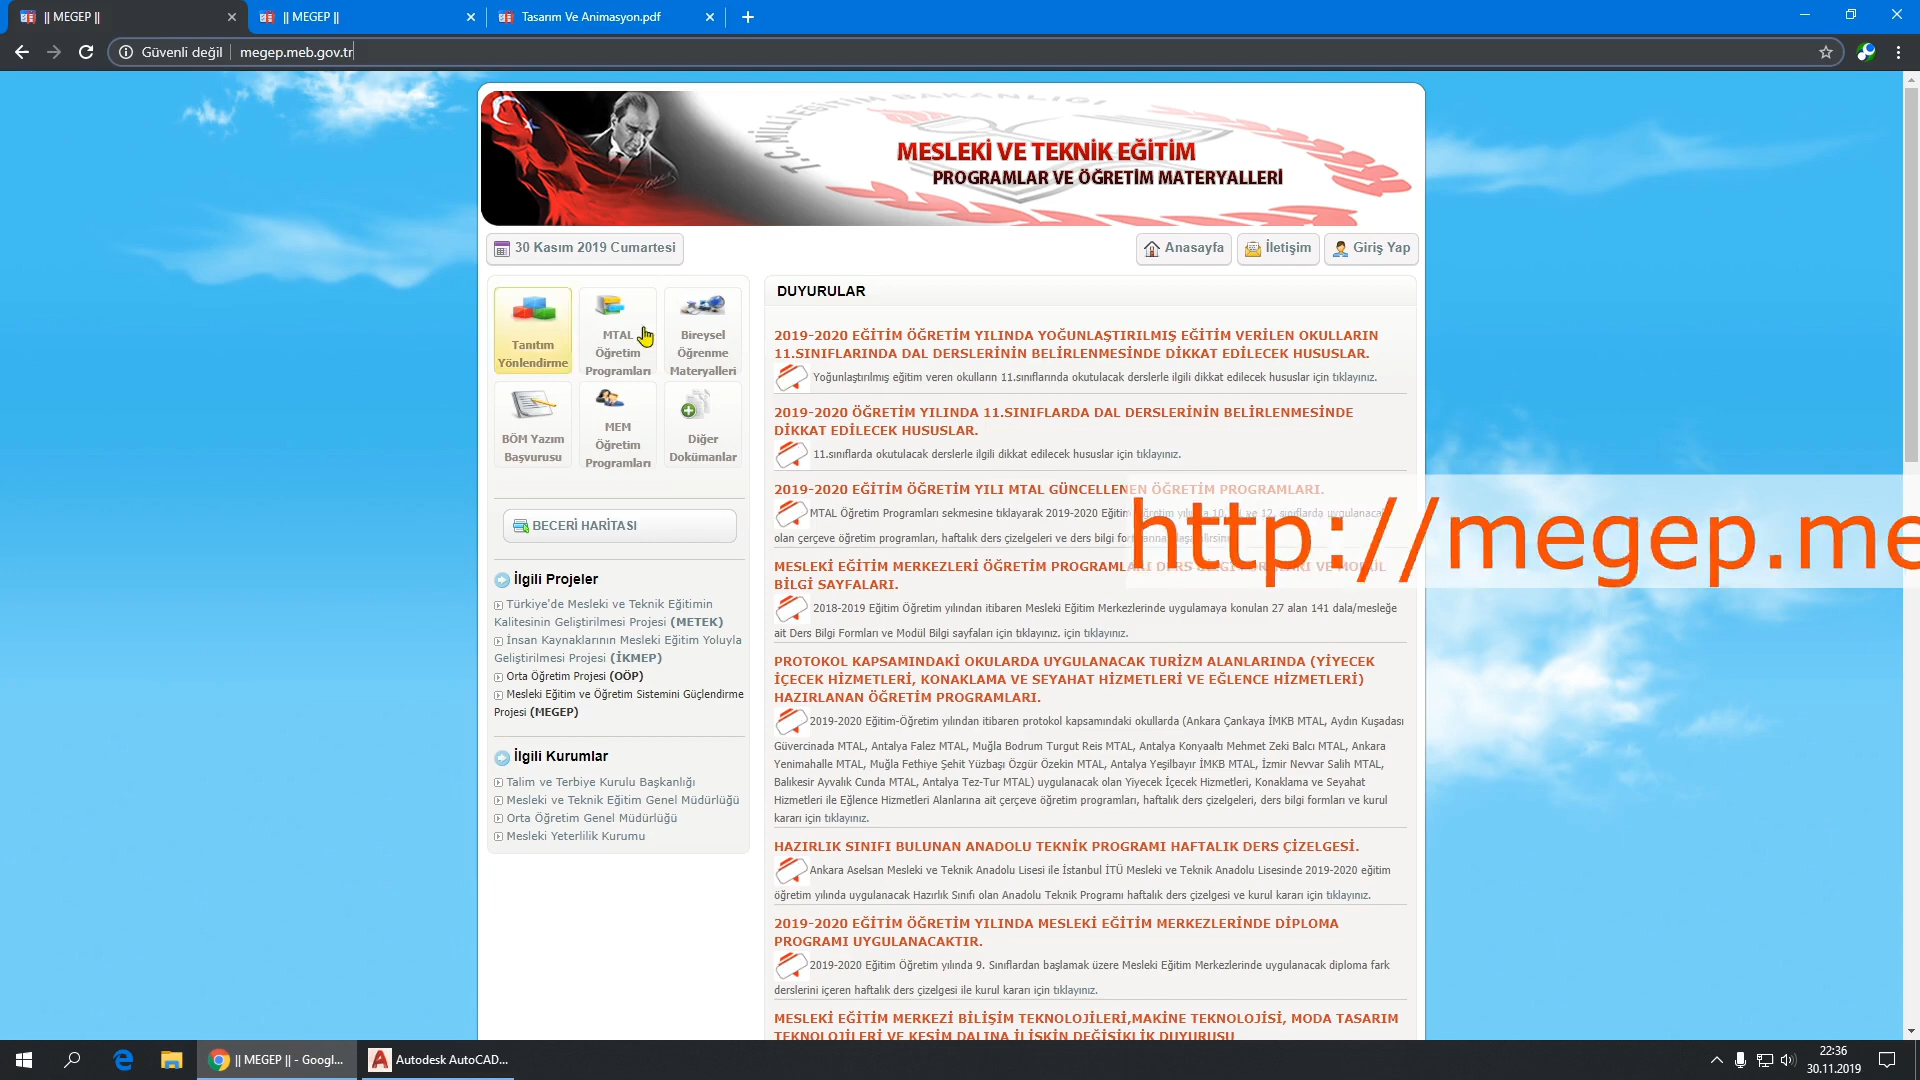 || MEGEP ||
|| MEGEP ||
Tasarım Ve Animasyon.pdf
Güvenli değil
megep.meb.gov.tr
T.C. MİLLİ EĞİTİM BAKANLIĞI
MESLEKİ VE TEKNİK EĞİTİM
PROGRAMLAR VE ÖĞRETİM MATERYALLERİ
30 Kasım 2019 Cumartesi
Anasayfa
İletişim
Giriş Yap
Tanıtım
Yönlendirme
MTAL
Öğretim
Programları
Bireysel
Öğrenme
Materyalleri
BÖM Yazım
Başvurusu
MEM
Öğretim
Programları
Diğer
Dokümanlar
BECERİ HARİTASI
İlgili Projeler
Türkiye'de Mesleki ve Teknik Eğitimin
Kalitesinin Geliştirilmesi Projesi (METEK)
İnsan Kaynaklarının Mesleki Eğitim Yoluyla
Geliştirilmesi Projesi (İKMEP)
Orta Öğretim Projesi (OÖP)
Mesleki Eğitim ve Öğretim Sistemini Güçlendirme
Projesi (MEGEP)
İlgili Kurumlar
Talim ve Terbiye Kurulu Başkanlığı
Mesleki ve Teknik Eğitim Genel Müdürlüğü
Orta Öğretim Genel Müdürlüğü
Mesleki Yeterlilik Kurumu
DUYURULAR
2019-2020 EĞİTİM ÖĞRETİM YILINDA YOĞUNLAŞTIRILMIŞ EĞİTİM VERİLEN OKULLARIN
11.SINIFLARINDA DAL DERSLERİNİN BELİRLENMESİNDE DİKKAT EDİLECEK HUSUSLAR.
Yoğunlaştırılmış eğitim veren okulların 11.sınıflarında okutulacak derslerle ilgili dikkat edilecek hususlar için tıklayınız.
2019-2020 ÖĞRETİM YILINDA 11.SINIFLARDA DAL DERSLERİNİN BELİRLENMESİNDE
DİKKAT EDİLECEK HUSUSLAR.
11.sınıflarda okutulacak derslerle ilgili dikkat edilecek hususlar için tıklayınız.
2019-2020 EĞİTİM ÖĞRETİM YILI MTAL GÜNCELLENEN ÖĞRETİM PROGRAMLARI.
MTAL Öğretim Programları sekmesine tıklayarak 2019-2020 Eğitim
olan çerçeve öğretim programları, haftalık ders çizelgeleri ve ders bilgi
http://megep.me
MESLEKİ EĞİTİM MERKEZLERİ ÖĞRETİM PROGRAMLARI DERS BİLGİ FORMLARI VE MODÜL
BİLGİ SAYFALARI.
2018-2019 Eğitim Öğretim yılından itibaren Mesleki Eğitim Merkezlerinde uygulamaya konulan 27 alan 141 dala/mesleğe
ait Ders Bilgi Formları ve Modül Bilgi sayfaları için tıklayınız. için tıklayınız.
PROTOKOL KAPSAMINDAKİ OKULARDA UYGULANACAK TURİZM ALANLARINDA (YİYECEK
İÇECEK HİZMETLERİ, KONAKLAMA VE SEYAHAT HİZMETLERİ VE EĞLENCE HİZMETLERİ)
HAZIRLANAN ÖĞRETİM PROGRAMLARI.
2019-2020 Eğitim-Öğretim yılından itibaren protokol kapsamındaki okullarda (Ankara Çankaya İMKB MTAL, Aydın Kuşadası
Güvercinada MTAL, Antalya Falez MTAL, Muğla Bodrum Turgut Reis MTAL, Antalya Konyaaltı Mehmet Zeki Balcı MTAL, Ankara
Yenimahalle MTAL, Muğla Fethiye Şehit Yüzbaşı Özgür Özekin MTAL, Antalya Yeşilbayır İMKB MTAL, İzmir Nevvar Salih MTAL,
Balıkesir Ayvalık Cunda MTAL, Antalya Tez-Tur MTAL) uygulanacak olan Yiyecek İçecek Hizmetleri, Konaklama ve Seyahat
Hizmetleri ile Eğlence Hizmetleri Alanlarına ait çerçeve öğretim programları, haftalık ders çizelgeleri, ders bilgi formları ve kurul
kararı için tıklayınız.
HAZIRLIK SINIFI BULUNAN ANADOLU TEKNİK PROGRAMI HAFTALIK DERS ÇİZELGESİ.
Ankara Aselsan Mesleki ve Teknik Anadolu Lisesi ile İstanbul İTÜ Mesleki ve Teknik Anadolu Lisesinde 2019-2020 eğitim
öğretim yılında uygulanacak Hazırlık Sınıfı olan Anadolu Teknik Programı haftalık ders çizelgesi ve kurul kararı için tıklayınız.
2019-2020 EĞİTİM ÖĞRETİM YILINDA MESLEKİ EĞİTİM MERKEZLERİNDE DİPLOMA
PROGRAMI UYGULANACAKTIR.
2019-2020 Eğitim Öğretim yılında 9. Sınıflardan başlamak üzere Mesleki Eğitim Merkezlerinde uygulanacak diploma fark
derslerini içeren haftalık ders çizelgesi ile kurul kararı için tıklayınız.
MESLEKİ EĞİTİM MERKEZİ BİLİŞİM TEKNOLOJİLERİ,MAKİNE TEKNOLOJİSİ, MODA TASARIM
TEKNOLOJİLERİ VE KESİM DALINA İLİŞKİN DEĞİŞİKLİK DUYURUSU
|| MEGEP || - Googl...
Autodesk AutoCAD...
22:36
30.11.2019